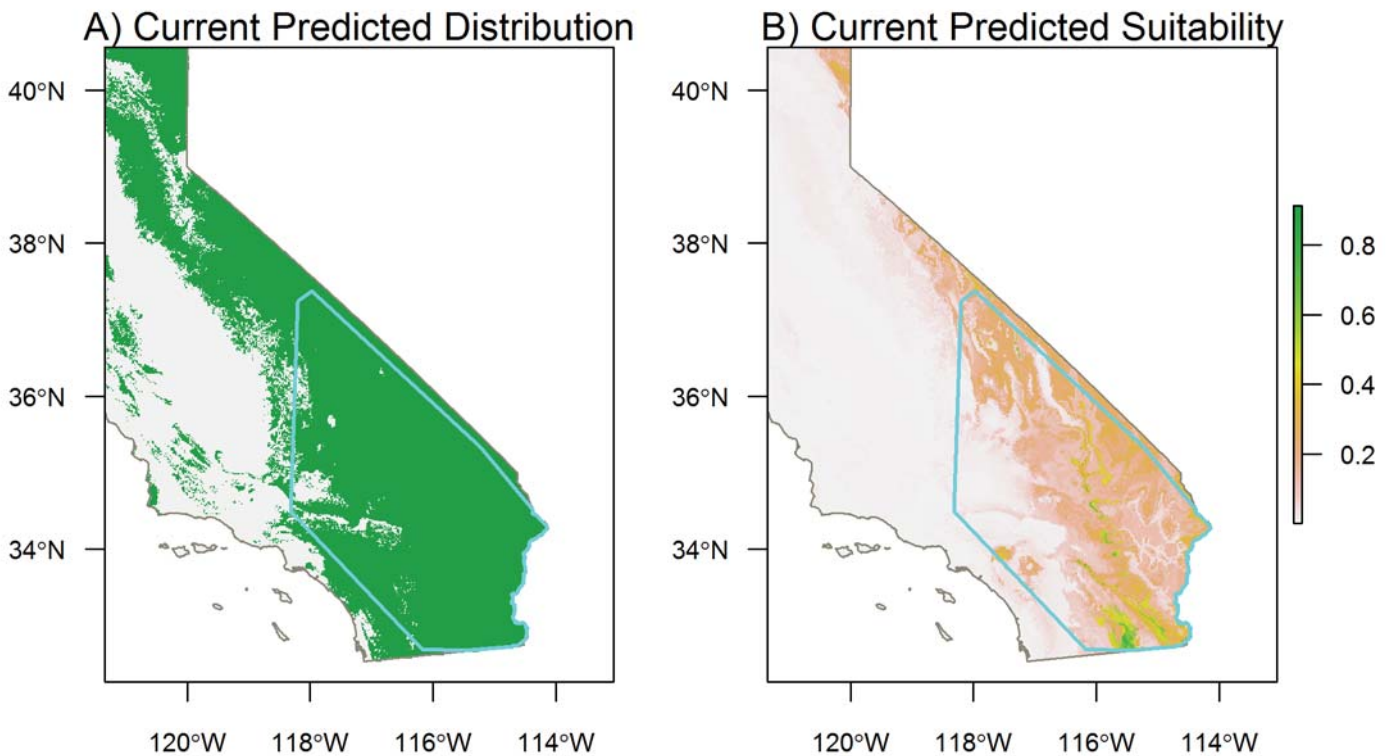 A) Current Predicted Distribution
B) Current Predicted Suitability
40°N
38°N
36°N
34°N
120°W 118°W 116°W 114°W
40°N
38°N
36°N
34°N
120°W 118°W 116°W 114°W
0.8
0.6
0.4
0.2